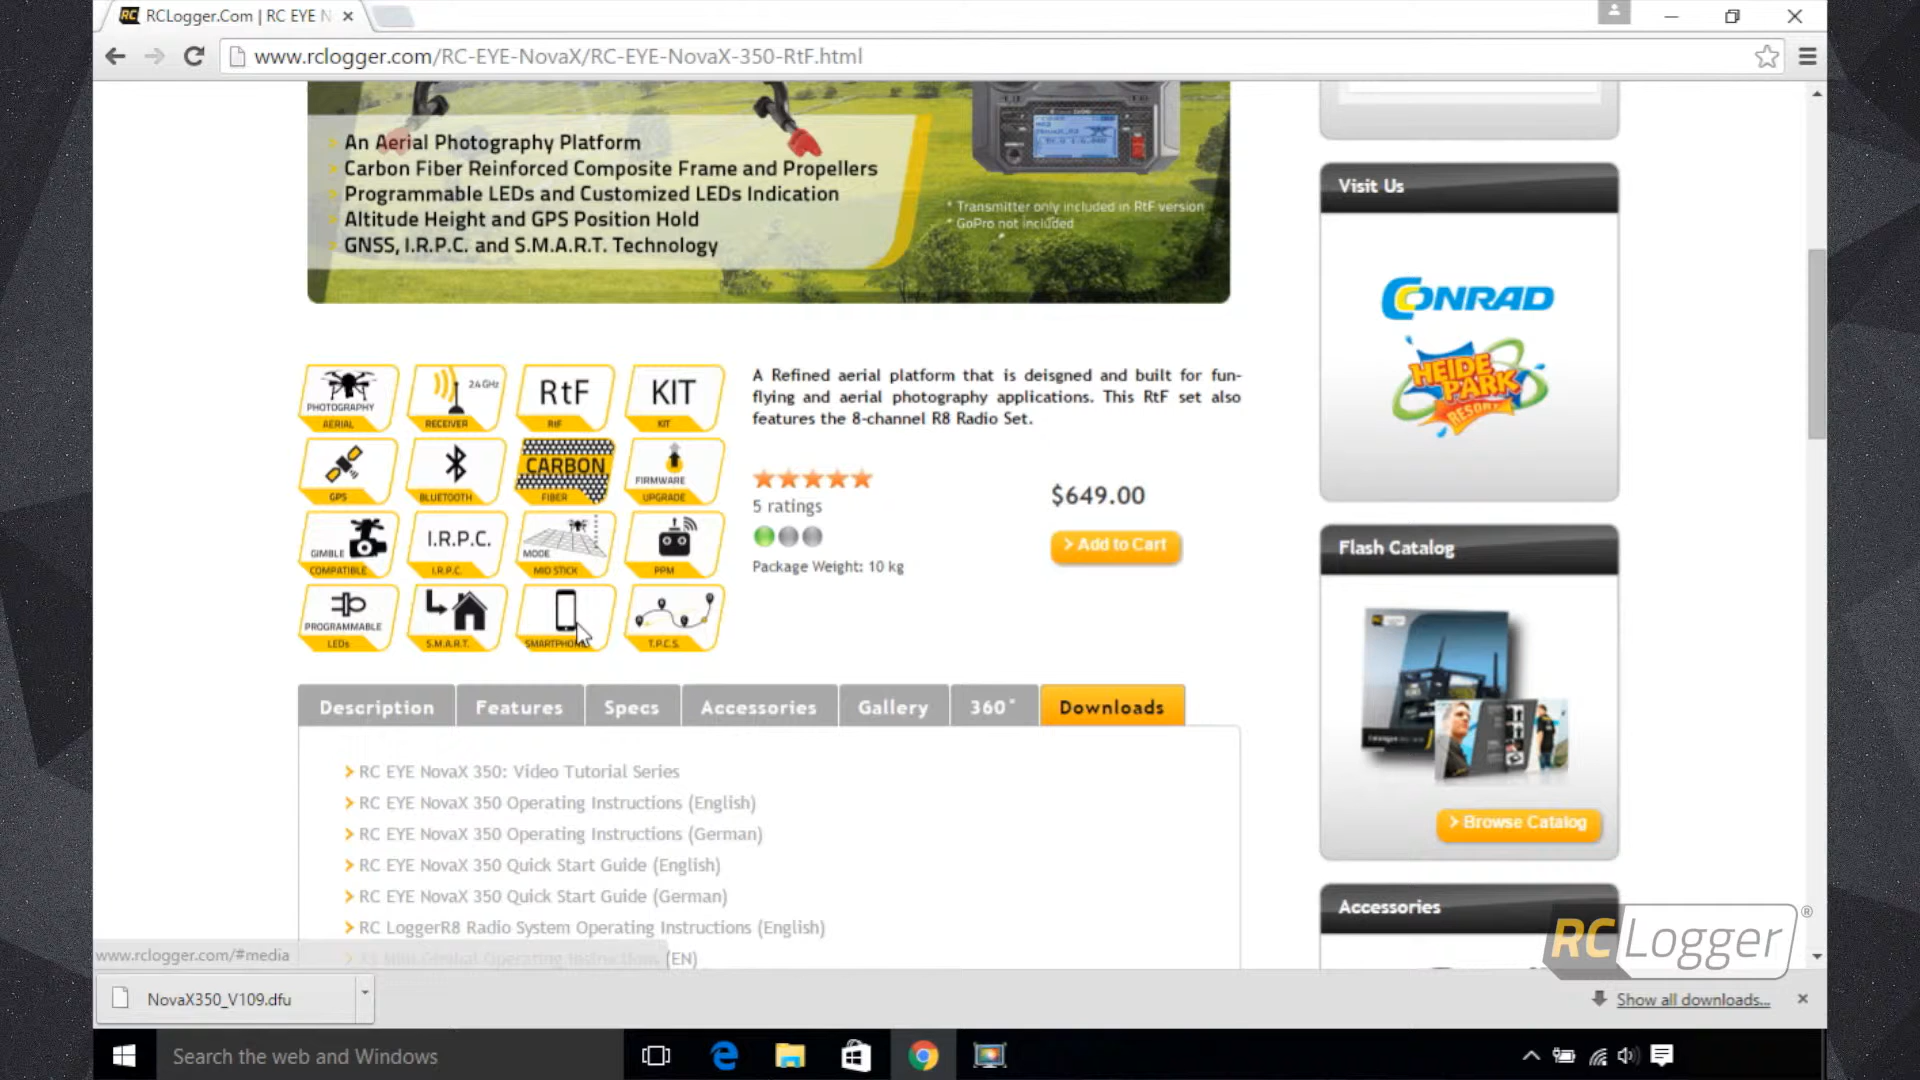 RCLogger.Com | RC EYE N
www.rclogger.com/RC-EYE-NovaX/RC-EYE-NovaX-350-RtF.html
An Aerial Photography Platform
Carbon Fiber Reinforced Composite Frame and Propellers
Programmable LEDs and Customized LEDs Indication
Altitude Height and GPS Position Hold
GNSS, I.R.P.C. and S.M.A.R.T. Technology
* Transmitter only included in RtF version
* GoPro not included
PHOTOGRAPHY
AERIAL
2.4 GHz
RECEIVER
RtF
RtF
KIT
KIT
GPS
BLUETOOTH
CARBON
FIBER
FIRMWARE
UPGRADE
GIMBLE
COMPATIBLE
I.R.P.C.
I.R.P.C.
MODE
MID STICK
PPM
PROGRAMMABLE
LEDs
S.M.A.R.T.
SMARTPHONE
T.P.C.S.
A Refined aerial platform that is deisgned and built for fun-
flying and aerial photography applications. This RtF set also
features the 8-channel R8 Radio Set.
5 ratings
Package Weight: 10 kg
$649.00
> Add to Cart
Description
Features
Specs
Accessories
Gallery
360°
Downloads
RC EYE NovaX 350: Video Tutorial Series
RC EYE NovaX 350 Operating Instructions (English)
RC EYE NovaX 350 Operating Instructions (German)
RC EYE NovaX 350 Quick Start Guide (English)
RC EYE NovaX 350 Quick Start Guide (German)
RC LoggerR8 Radio System Operating Instructions (English)
(EN)
Visit Us
CONRAD
HEIDE
PARK
RESORT
Flash Catalog
> Browse Catalog
Accessories
RC Logger®
www.rclogger.com/#media
NovaX350_V109.dfu
Show all downloads...
Search the web and Windows